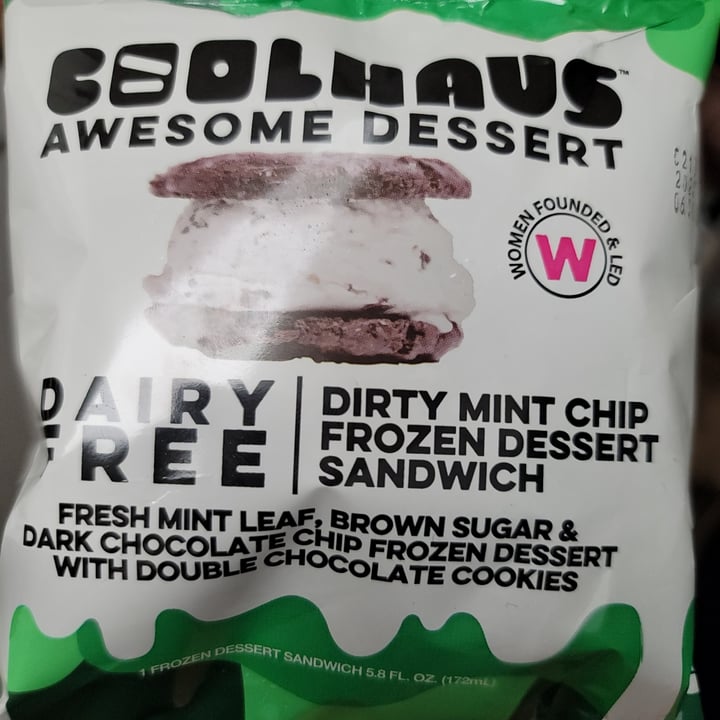 COOLHAUS™
AWESOME DESSERT
WOMEN FOUNDED & LED
W
DAIRY
FREE
DIRTY MINT CHIP
FROZEN DESSERT
SANDWICH
FRESH MINT LEAF, BROWN SUGAR &
DARK CHOCOLATE CHIP FROZEN DESSERT
WITH DOUBLE CHOCOLATE COOKIES
1 FROZEN DESSERT SANDWICH 5.8 FL. OZ. (172mL)